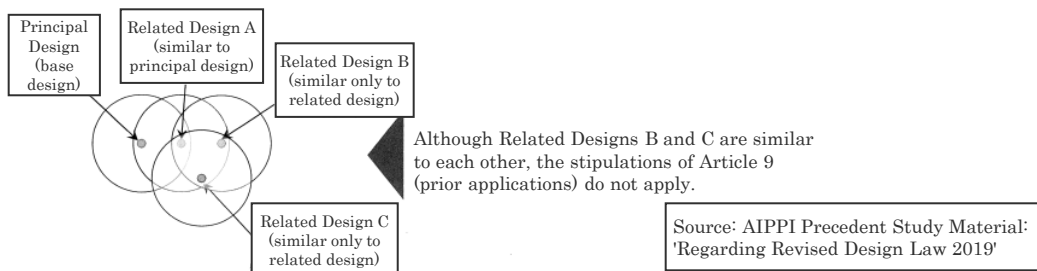 Principal
Design
(base
design)
Related Design A
(similar to
principal design)
Related Design B
(similar only to
related design)
Although Related Designs B and C are similar
to each other, the stipulations of Article 9
(prior applications) do not apply.
Related Design C
(similar only to
related design)
Source: AIPPI Precedent Study Material:
'Regarding Revised Design Law 2019'